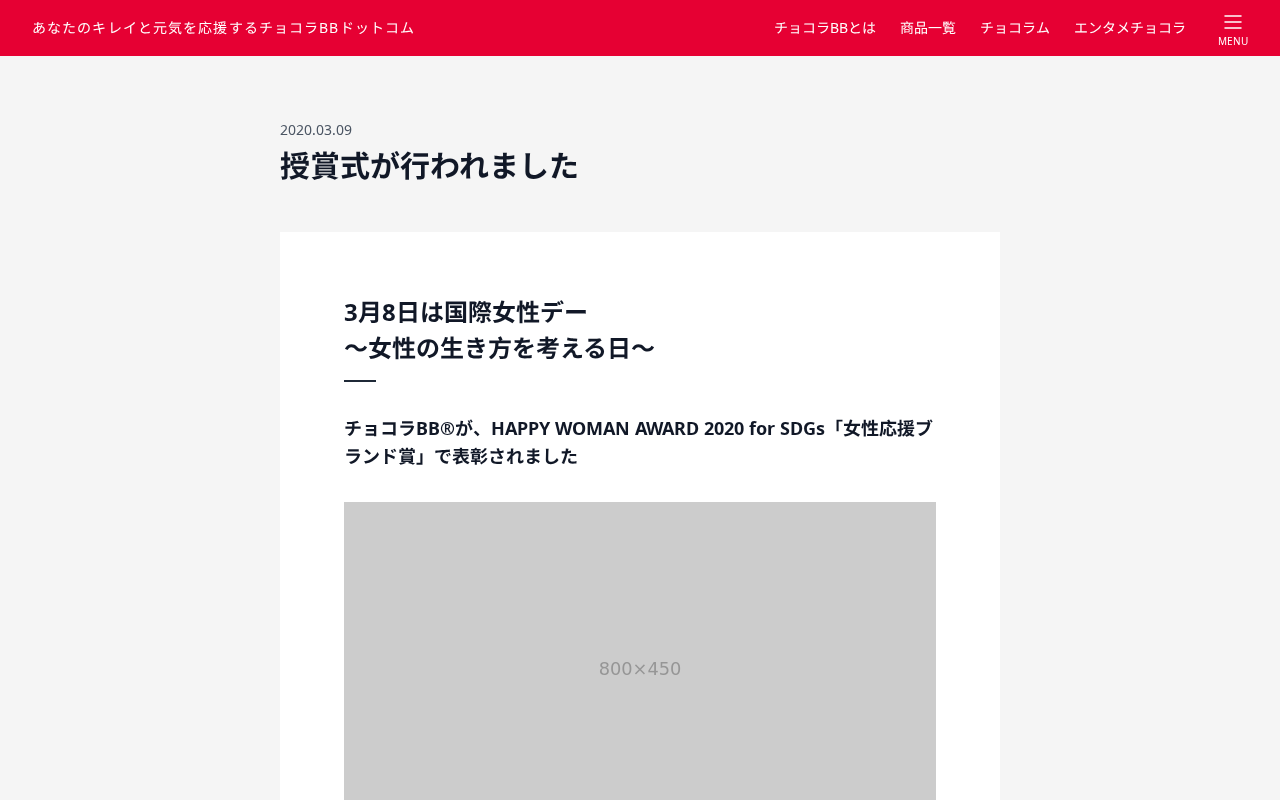 あなたのキレイと元気を応援するチョコラBBドットコム
チョコラBBとは 商品一覧 チョコラム エンタメチョコラ MENU
2020.03.09
授賞式が行われました
3月8日は国際女性デー
〜女性の生き方を考える日〜
チョコラBB®が、HAPPY WOMAN AWARD 2020 for SDGs「女性応援ブ
ランド賞」で表彰されました
800×450